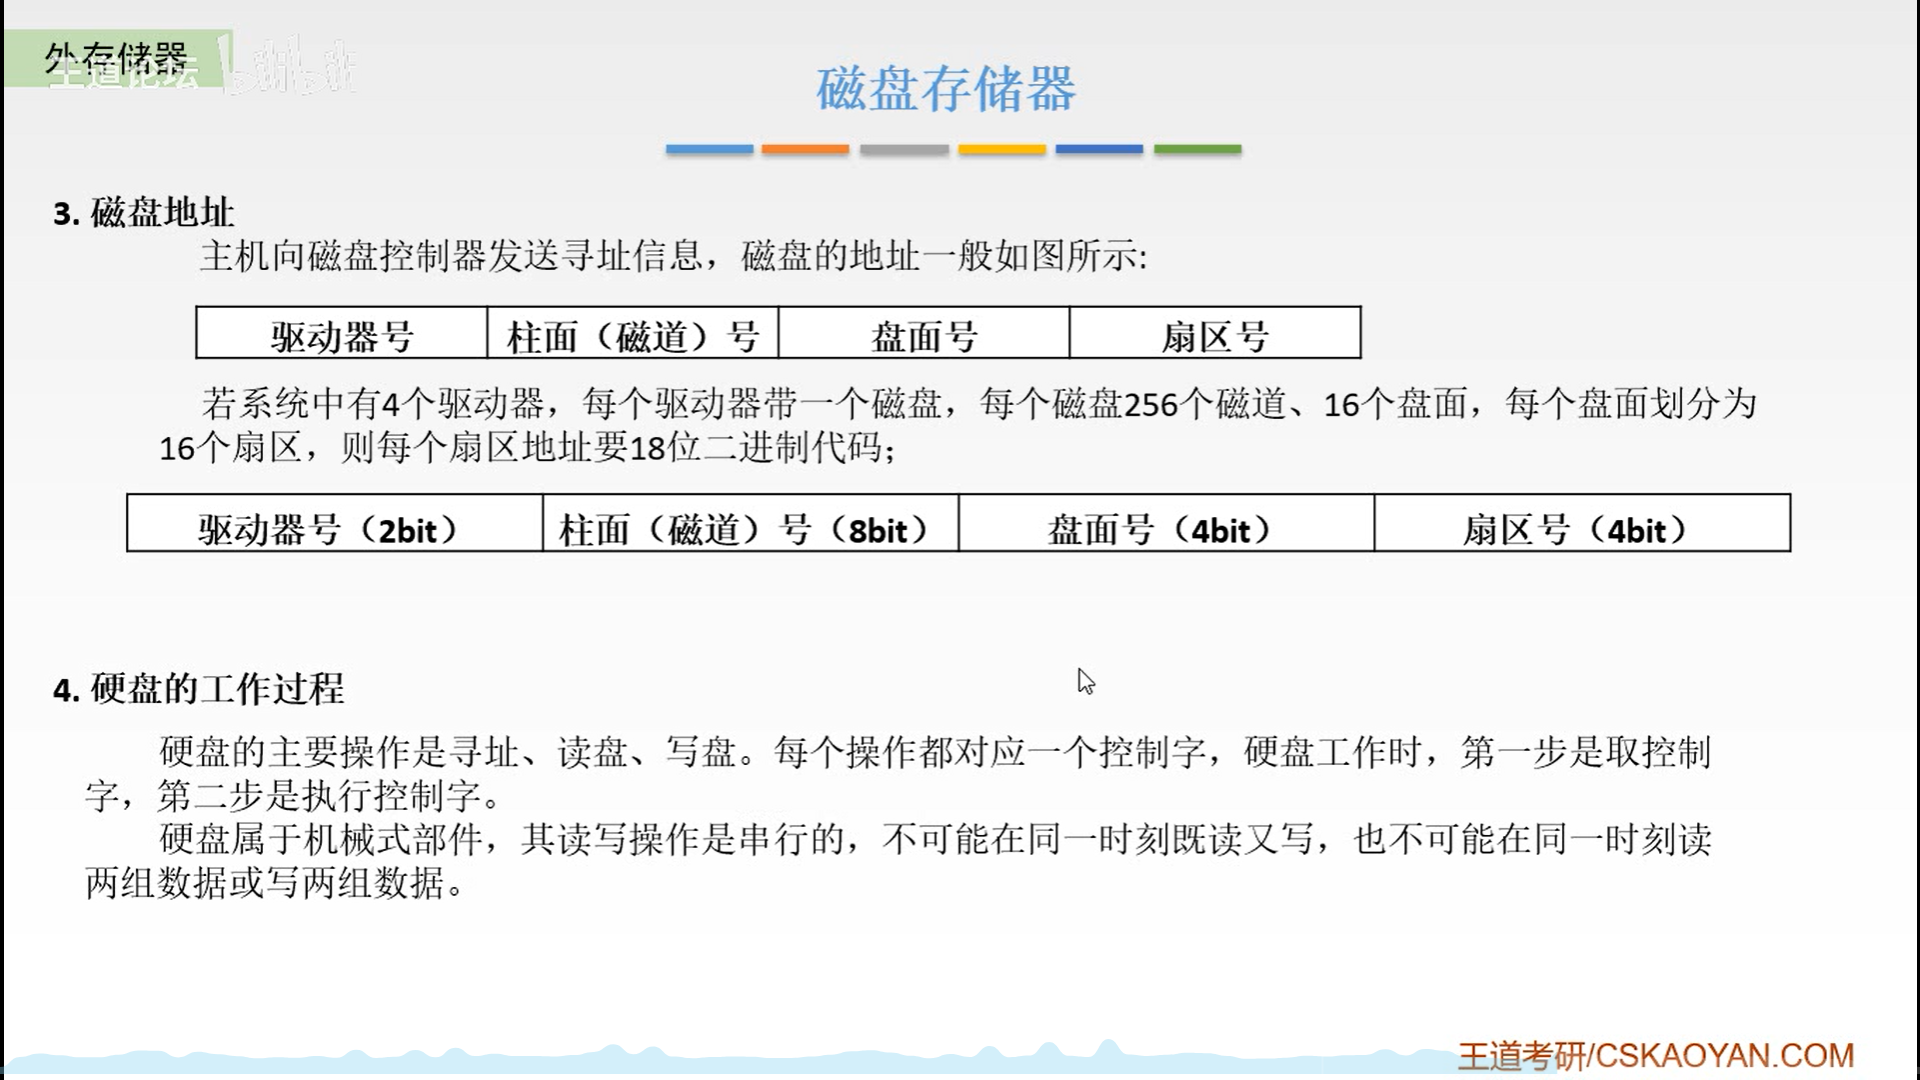 外存储器
王道论坛
bilibili
磁盘存储器
3. 磁盘地址
主机向磁盘控制器发送寻址信息，磁盘的地址一般如图所示:
驱动器号 柱面（磁道）号 盘面号 扇区号
若系统中有4个驱动器，每个驱动器带一个磁盘，每个磁盘256个磁道、16个盘面，每个盘面划分为
16个扇区，则每个扇区地址要18位二进制代码；
驱动器号（2bit） 柱面（磁道）号（8bit） 盘面号（4bit） 扇区号（4bit）
4. 硬盘的工作过程
硬盘的主要操作是寻址、读盘、写盘。每个操作都对应一个控制字，硬盘工作时，第一步是取控制
字，第二步是执行控制字。
硬盘属于机械式部件，其读写操作是串行的，不可能在同一时刻既读又写，也不可能在同一时刻读
两组数据或写两组数据。
王道考研/CSKAOYAN.COM